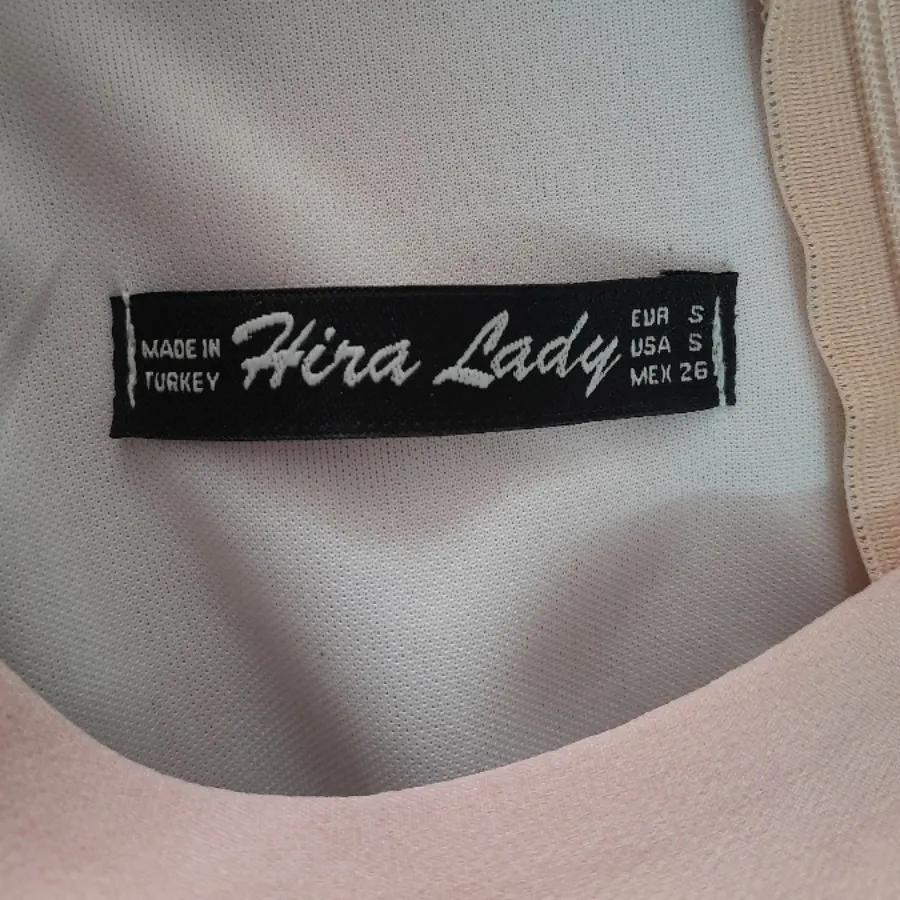 MADE IN
TURKEY
Hira Lady
EUR S
USA S
MEX 26